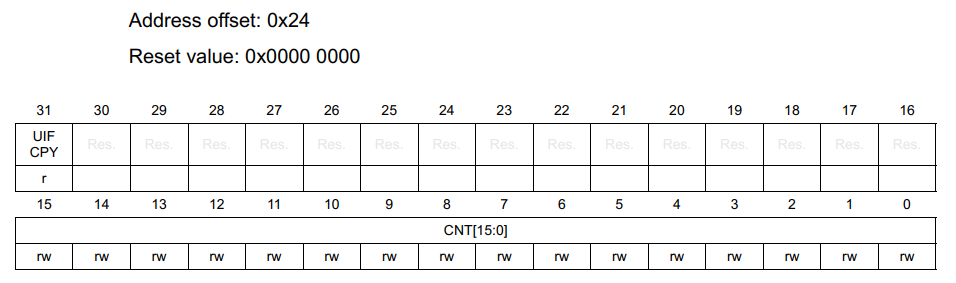 Address offset: 0x24
Reset value: 0x0000 0000
31 30 29 28 27 26 25 24 23 22 21 20 19 18 17 16
UIF
CPY Res. Res. Res. Res. Res. Res. Res. Res. Res. Res. Res. Res. Res. Res. Res.
r
15 14 13 12 11 10 9 8 7 6 5 4 3 2 1 0
CNT[15:0]
rw rw rw rw rw rw rw rw rw rw rw rw rw rw rw rw